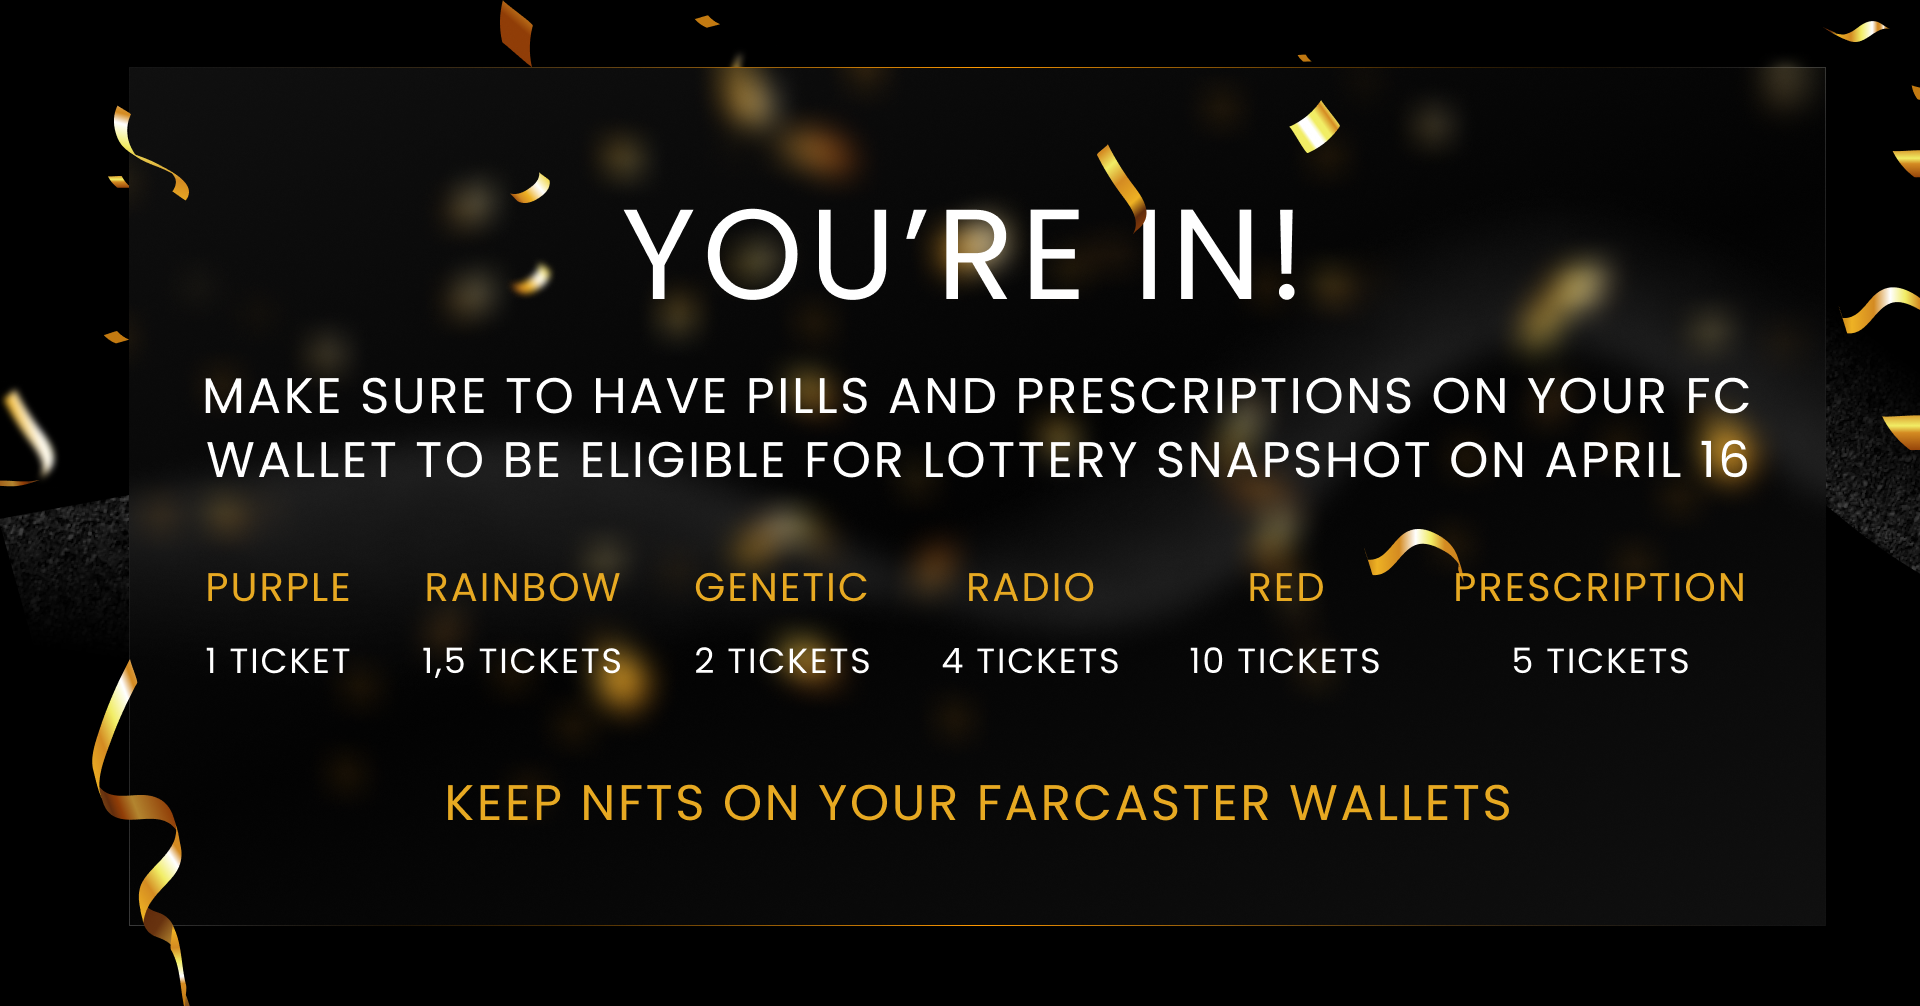 YOU’RE IN!
MAKE SURE TO HAVE PILLS AND PRESCRIPTIONS ON YOUR FC
WALLET TO BE ELIGIBLE FOR LOTTERY SNAPSHOT ON APRIL 16
PURPLE RAINBOW GENETIC RADIO RED PRESCRIPTION
1 TICKET 1,5 TICKETS 2 TICKETS 4 TICKETS 10 TICKETS 5 TICKETS
KEEP NFTS ON YOUR FARCASTER WALLETS